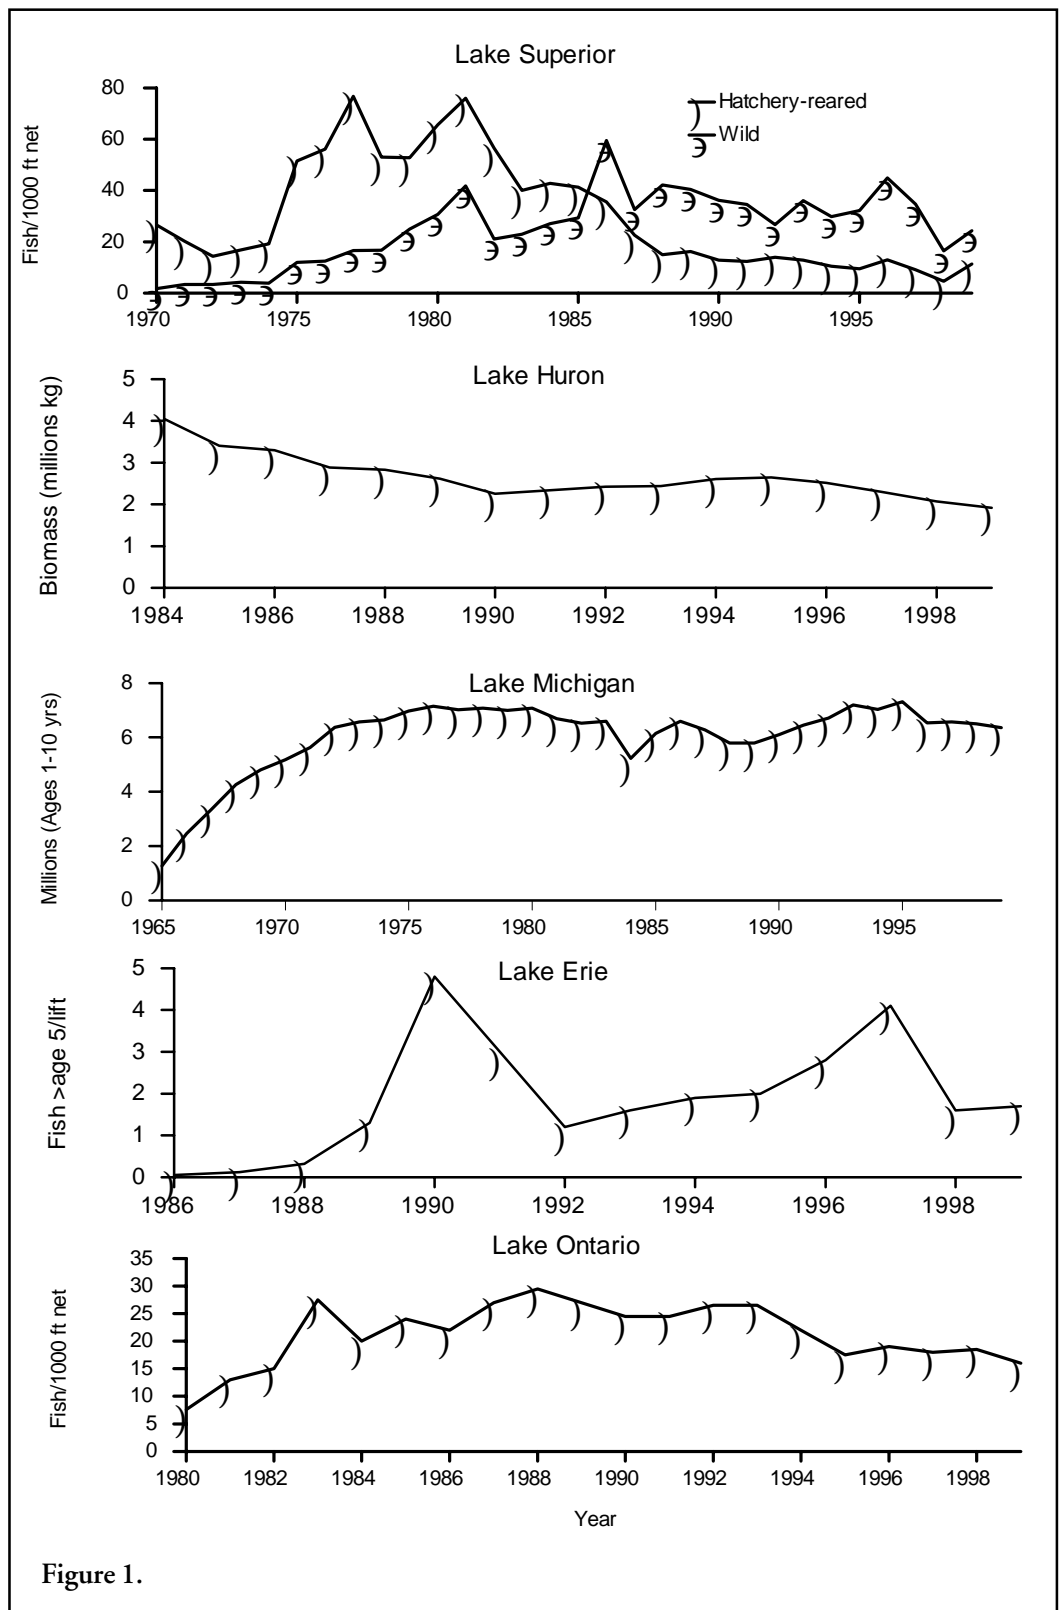 Lake Superior
Fish/1000 ft net
80
60
40
20
0
Hatchery-reared
Wild
1970 1975 1980 1985 1990 1995
Lake Huron
Biomass (millions kg)
5
4
3
2
1
0
1984 1986 1988 1990 1992 1994 1996 1998
Lake Michigan
Millions (Ages 1-10 yrs)
8
6
4
2
0
1965 1970 1975 1980 1985 1990 1995
Lake Erie
Fish >age 5/lift
5
4
3
2
1
0
1986 1988 1990 1992 1994 1996 1998
Lake Ontario
Fish/1000 ft net
35
30
25
20
15
10
5
0
1980 1982 1984 1986 1988 1990 1992 1994 1996 1998
Year
Figure 1.